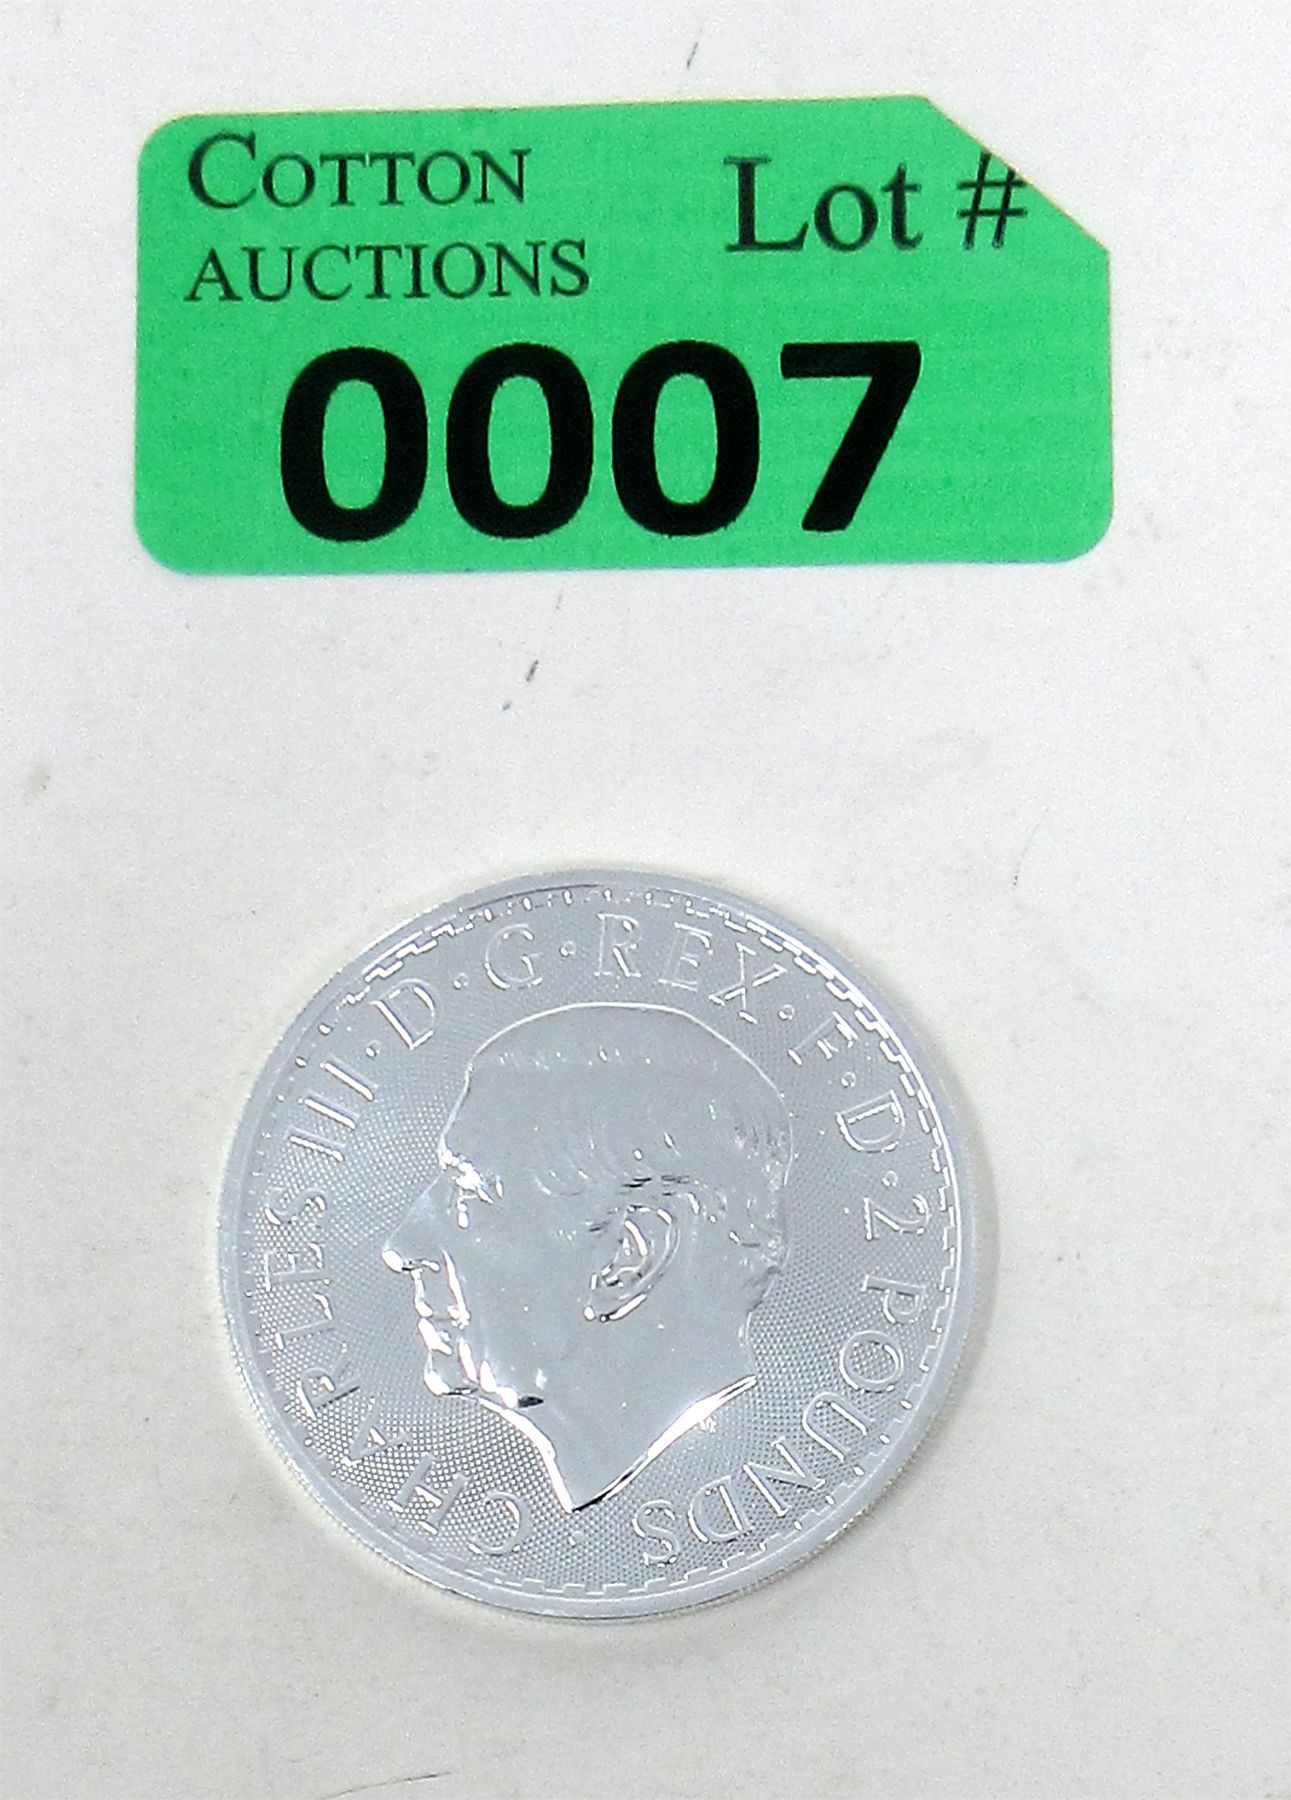 COTTON
AUCTIONS
Lot #
0007
· CHARLES III · D · G · REX · F · D · 2 POUNDS